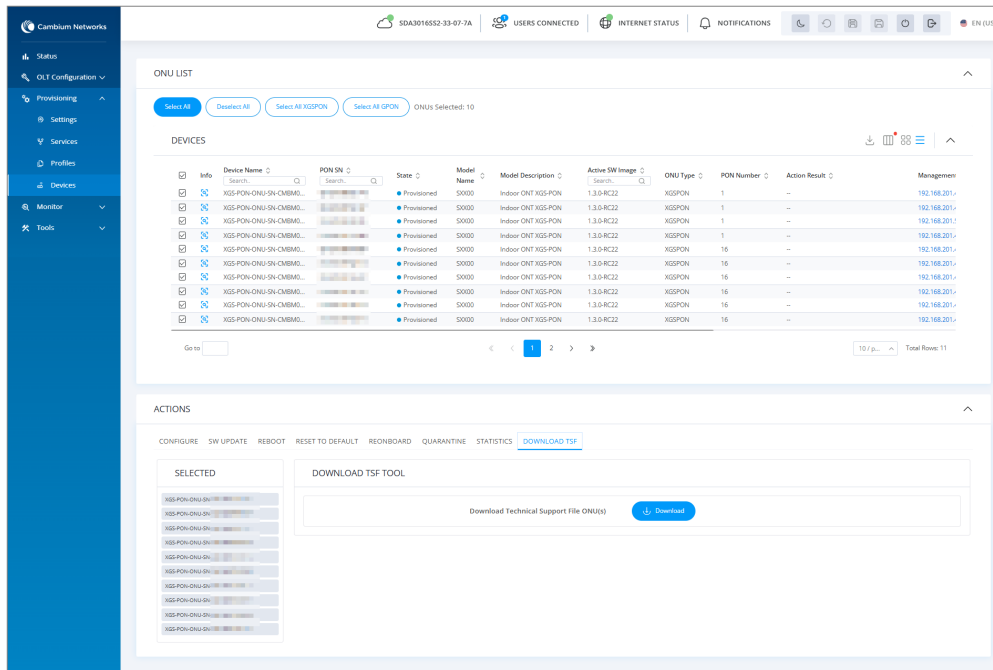 Cambium Networks
SDA3016SS2-33-07-7A
USERS CONNECTED
INTERNET STATUS
NOTIFICATIONS
EN (US
Status
OLT Configuration
Provisioning
Settings
Services
Profiles
Devices
Monitor
Tools
ONU LIST
Select All Deselect All Select All XGSPON Select All GPON ONUs Selected: 10
DEVICES
Info Device Name PON SN State Model Name Model Description Active SW Image ONU Type PON Number Action Result Management
Search.. Search.. Search..
XGS-PON-ONU-SN-CMBM0... Provisioned SXX00 Indoor ONT XGS-PON 1.3.0-RC22 XGSPON 1 -- 192.168.201.
XGS-PON-ONU-SN-CMBM0... Provisioned SXX00 Indoor ONT XGS-PON 1.3.0-RC22 XGSPON 1 -- 192.168.201.
XGS-PON-ONU-SN-CMBM0... Provisioned SXX00 Indoor ONT XGS-PON 1.3.0-RC22 XGSPON 1 -- 192.168.201.
XGS-PON-ONU-SN-CMBM0... Provisioned SXX00 Indoor ONT XGS-PON 1.3.0-RC22 XGSPON 1 -- 192.168.201.
XGS-PON-ONU-SN-CMBM0... Provisioned SXX00 Indoor ONT XGS-PON 1.3.0-RC22 XGSPON 16 -- 192.168.201.
XGS-PON-ONU-SN-CMBM0... Provisioned SXX00 Indoor ONT XGS-PON 1.3.0-RC22 XGSPON 16 -- 192.168.201.
XGS-PON-ONU-SN-CMBM0... Provisioned SXX00 Indoor ONT XGS-PON 1.3.0-RC22 XGSPON 16 -- 192.168.201.
XGS-PON-ONU-SN-CMBM0... Provisioned SXX00 Indoor ONT XGS-PON 1.3.0-RC22 XGSPON 16 -- 192.168.201.
XGS-PON-ONU-SN-CMBM0... Provisioned SXX00 Indoor ONT XGS-PON 1.3.0-RC22 XGSPON 16 -- 192.168.201.
XGS-PON-ONU-SN-CMBM0... Provisioned SXX00 Indoor ONT XGS-PON 1.3.0-RC22 XGSPON 16 -- 192.168.201.
Go to 1 2 10 / p... Total Rows: 11
ACTIONS
CONFIGURE SW UPDATE REBOOT RESET TO DEFAULT REONBOARD QUARANTINE STATISTICS DOWNLOAD TSF
SELECTED
DOWNLOAD TSF TOOL
Download Technical Support File ONU(s) Download
XGS-PON-ONU-SN-
XGS-PON-ONU-SN-
XGS-PON-ONU-SN-
XGS-PON-ONU-SN-
XGS-PON-ONU-SN-
XGS-PON-ONU-SN-
XGS-PON-ONU-SN-
XGS-PON-ONU-SN-
XGS-PON-ONU-SN-
XGS-PON-ONU-SN-